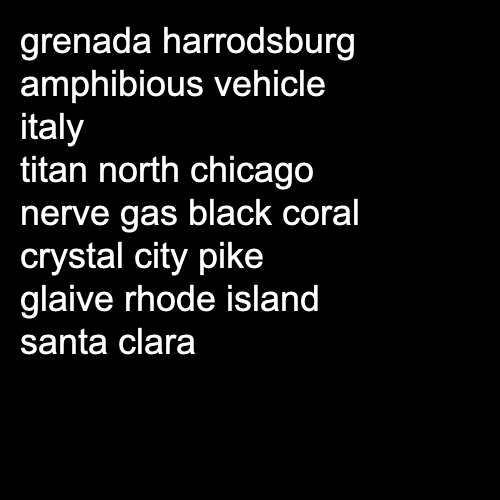 grenada harrodsburg
amphibious vehicle
italy
titan north chicago
nerve gas black coral
crystal city pike
glaive rhode island
santa clara